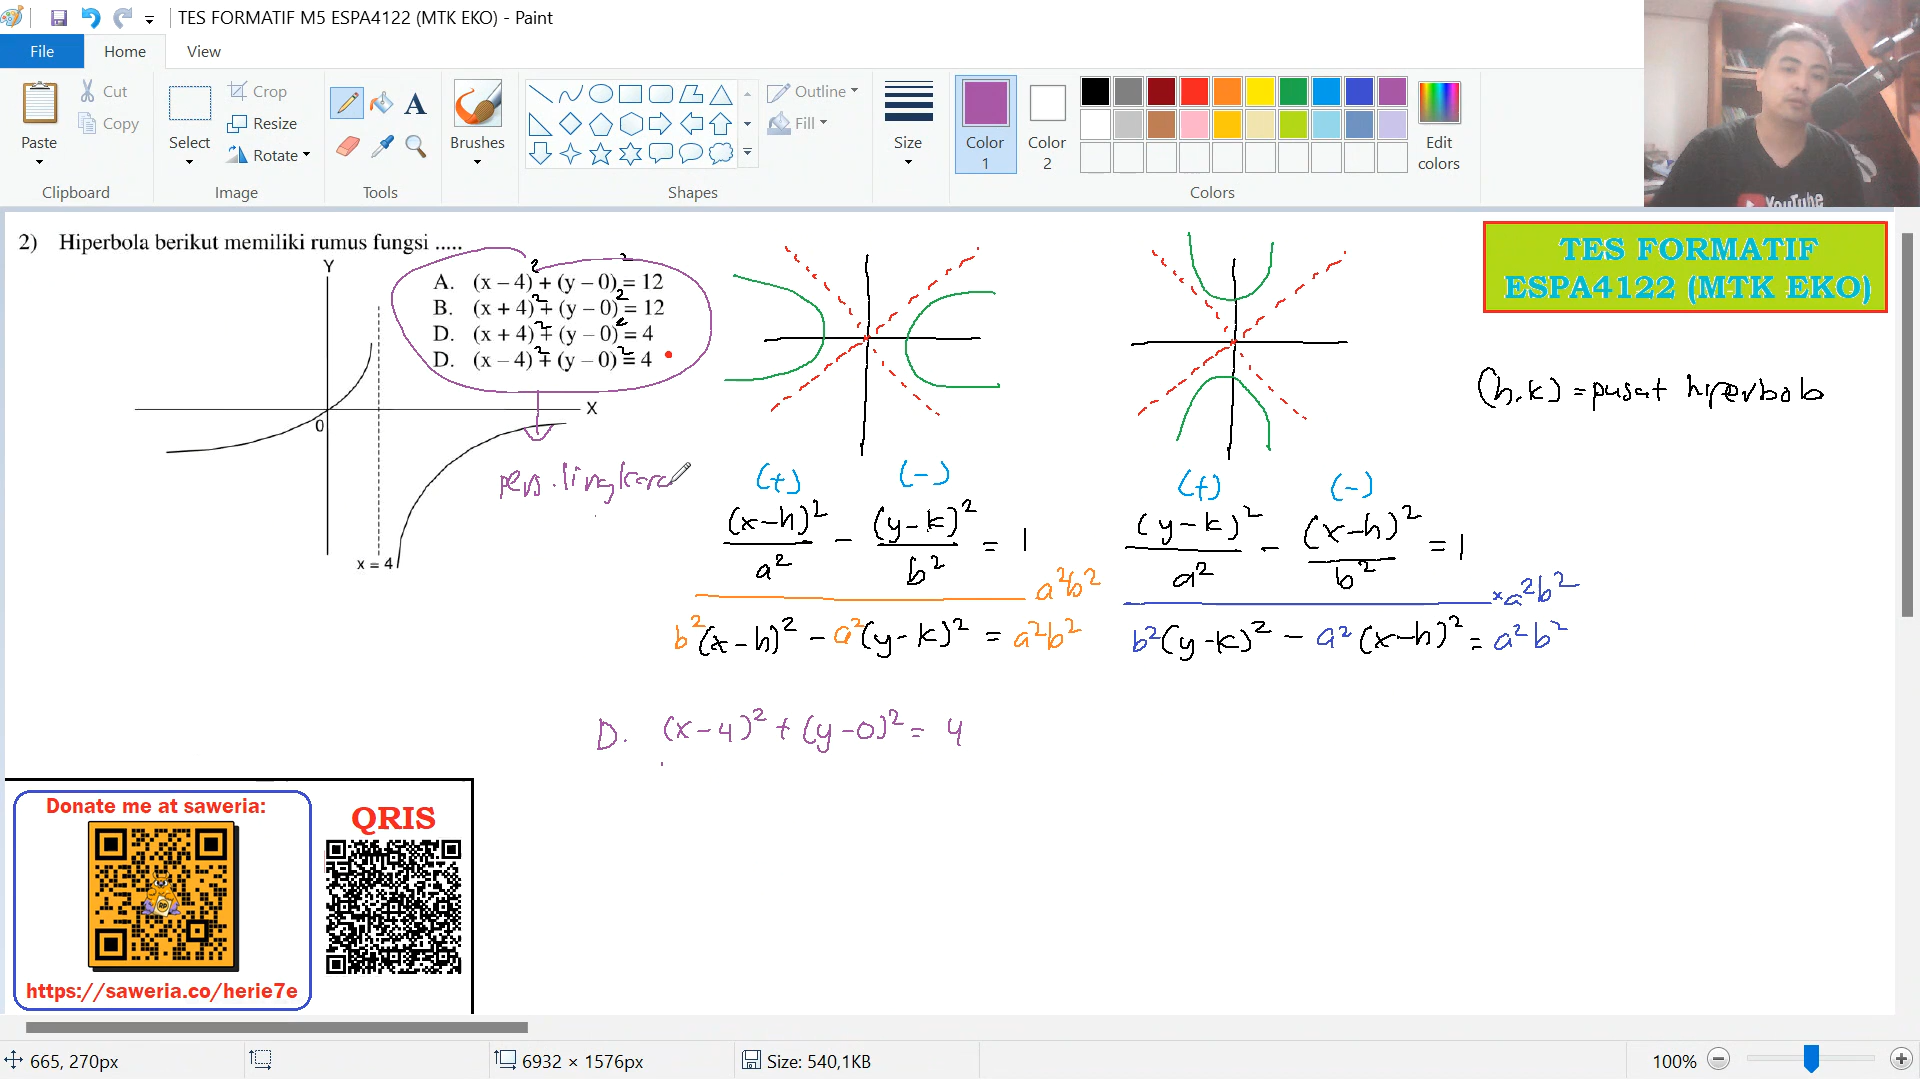 TES FORMATIF M5 ESPA4122 (MTK EKO) - Paint
File
Home
View
Paste
Cut
Copy
Clipboard
Select
Crop
Resize
Rotate
Image
A
Tools
Brushes
Shapes
Outline
Fill
Size
Color 1
Color 2
Edit colors
Colors
YouTube
2) Hiperbola berikut memiliki rumus fungsi .....
A. (x – 4)² + (y – 0)² = 12
B. (x + 4)² + (y – 0)² = 12
D. (x + 4)² + (y – 0)² = 4
D. (x – 4)² + (y – 0)² = 4
Y
X
0
x = 4
TES FORMATIF
ESPA4122 (MTK EKO)
(h,k) = pusat hiperbola
(+) (-)
(x-h)²/a² - (y-k)²/b² = 1
a²b²
b²(x-h)² - a²(y-k)² = a²b²
(+) (-)
(y-k)²/a² - (x-h)²/b² = 1
×a²b²
b²(y-k)² - a²(x-h)² = a²b²
D. (x-4)² + (y-0)² = 4
Donate me at saweria:
RP
https://saweria.co/herie7e
QRIS
665, 270px
6932 × 1576px
Size: 540,1KB
100%